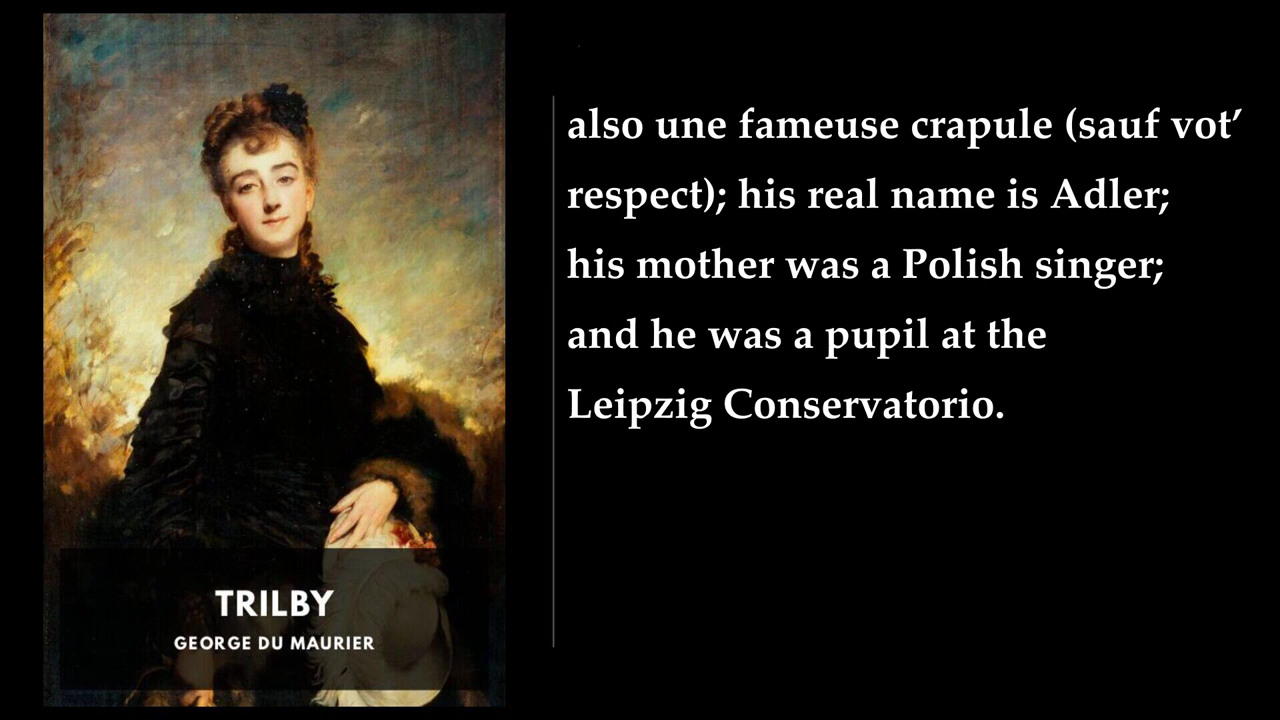 also une fameuse crapule (sauf vot’
respect); his real name is Adler;
his mother was a Polish singer;
and he was a pupil at the
Leipzig Conservatorio.
TRILBY
GEORGE DU MAURIER